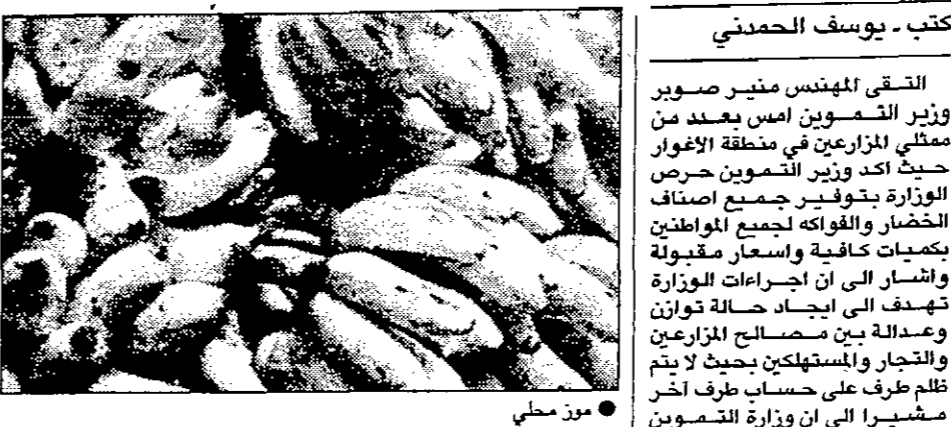 كتب ـ يوسف الحمدني
التقى المهندس منير صوبر
وزير التموين امس بعدد من
ممثلي المزارعين في منطقة الأغوار
حيث اكد وزير التموين حرص
الوزارة بتوفير جميع اصناف
الخضار والفواكه لجميع المواطنين
بكميات كافية واسعار مقبولة
واشار الى ان اجراءات الوزارة
تهدف الى ايجاد حالة توازن
وعدالة بين مصالح المزارعين
والتجار والمستهلكين بحيث لا يتم
ظلم طرف على حساب طرف آخر
مشيرا الى ان وزارة التموين
● موز محلي